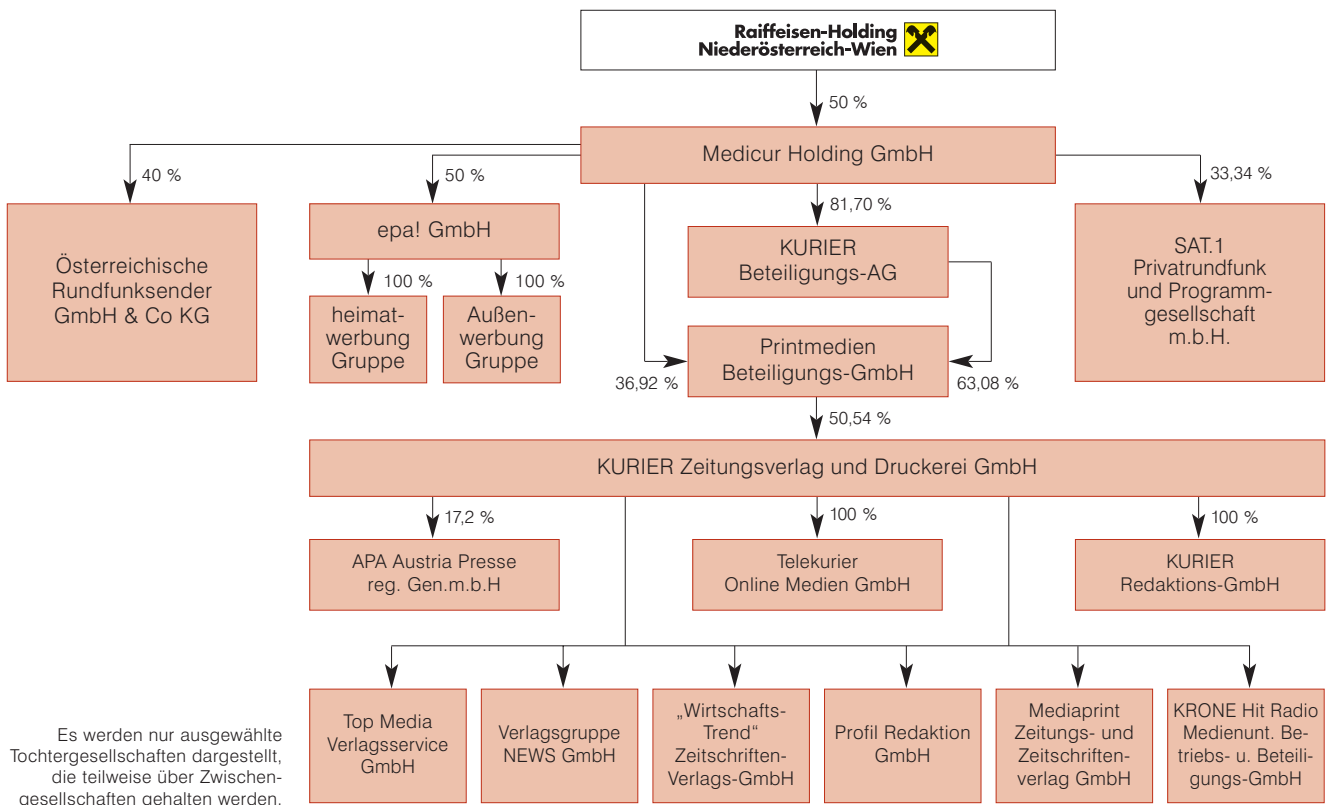 Raiffeisen-Holding
Niederösterreich-Wien
50 %
Medicur Holding GmbH
40 %
50 %
81,70 %
33,34 %
Österreichische
Rundfunksender
GmbH & Co KG
epa! GmbH
100 %
100 %
heimat-
werbung
Gruppe
Außen-
werbung
Gruppe
KURIER
Beteiligungs-AG
SAT.1
Privatrundfunk
und Programm-
gesellschaft
m.b.H.
Printmedien
Beteiligungs-GmbH
36,92 %
63,08 %
50,54 %
KURIER Zeitungsverlag und Druckerei GmbH
17,2 %
100 %
100 %
APA Austria Presse
reg. Gen.m.b.H
Telekurier
Online Medien GmbH
KURIER
Redaktions-GmbH
Top Media
Verlagsservice
GmbH
Verlagsgruppe
NEWS GmbH
„Wirtschafts-
Trend"
Zeitschriften-
Verlags-GmbH
Profil Redaktion
GmbH
Mediaprint
Zeitungs- und
Zeitschriften-
verlag GmbH
KRONE Hit Radio
Medienunt. Be-
triebs- u. Beteili-
gungs-GmbH
Es werden nur ausgewählte
Tochtergesellschaften dargestellt,
die teilweise über Zwischen-
gesellschaften gehalten werden.